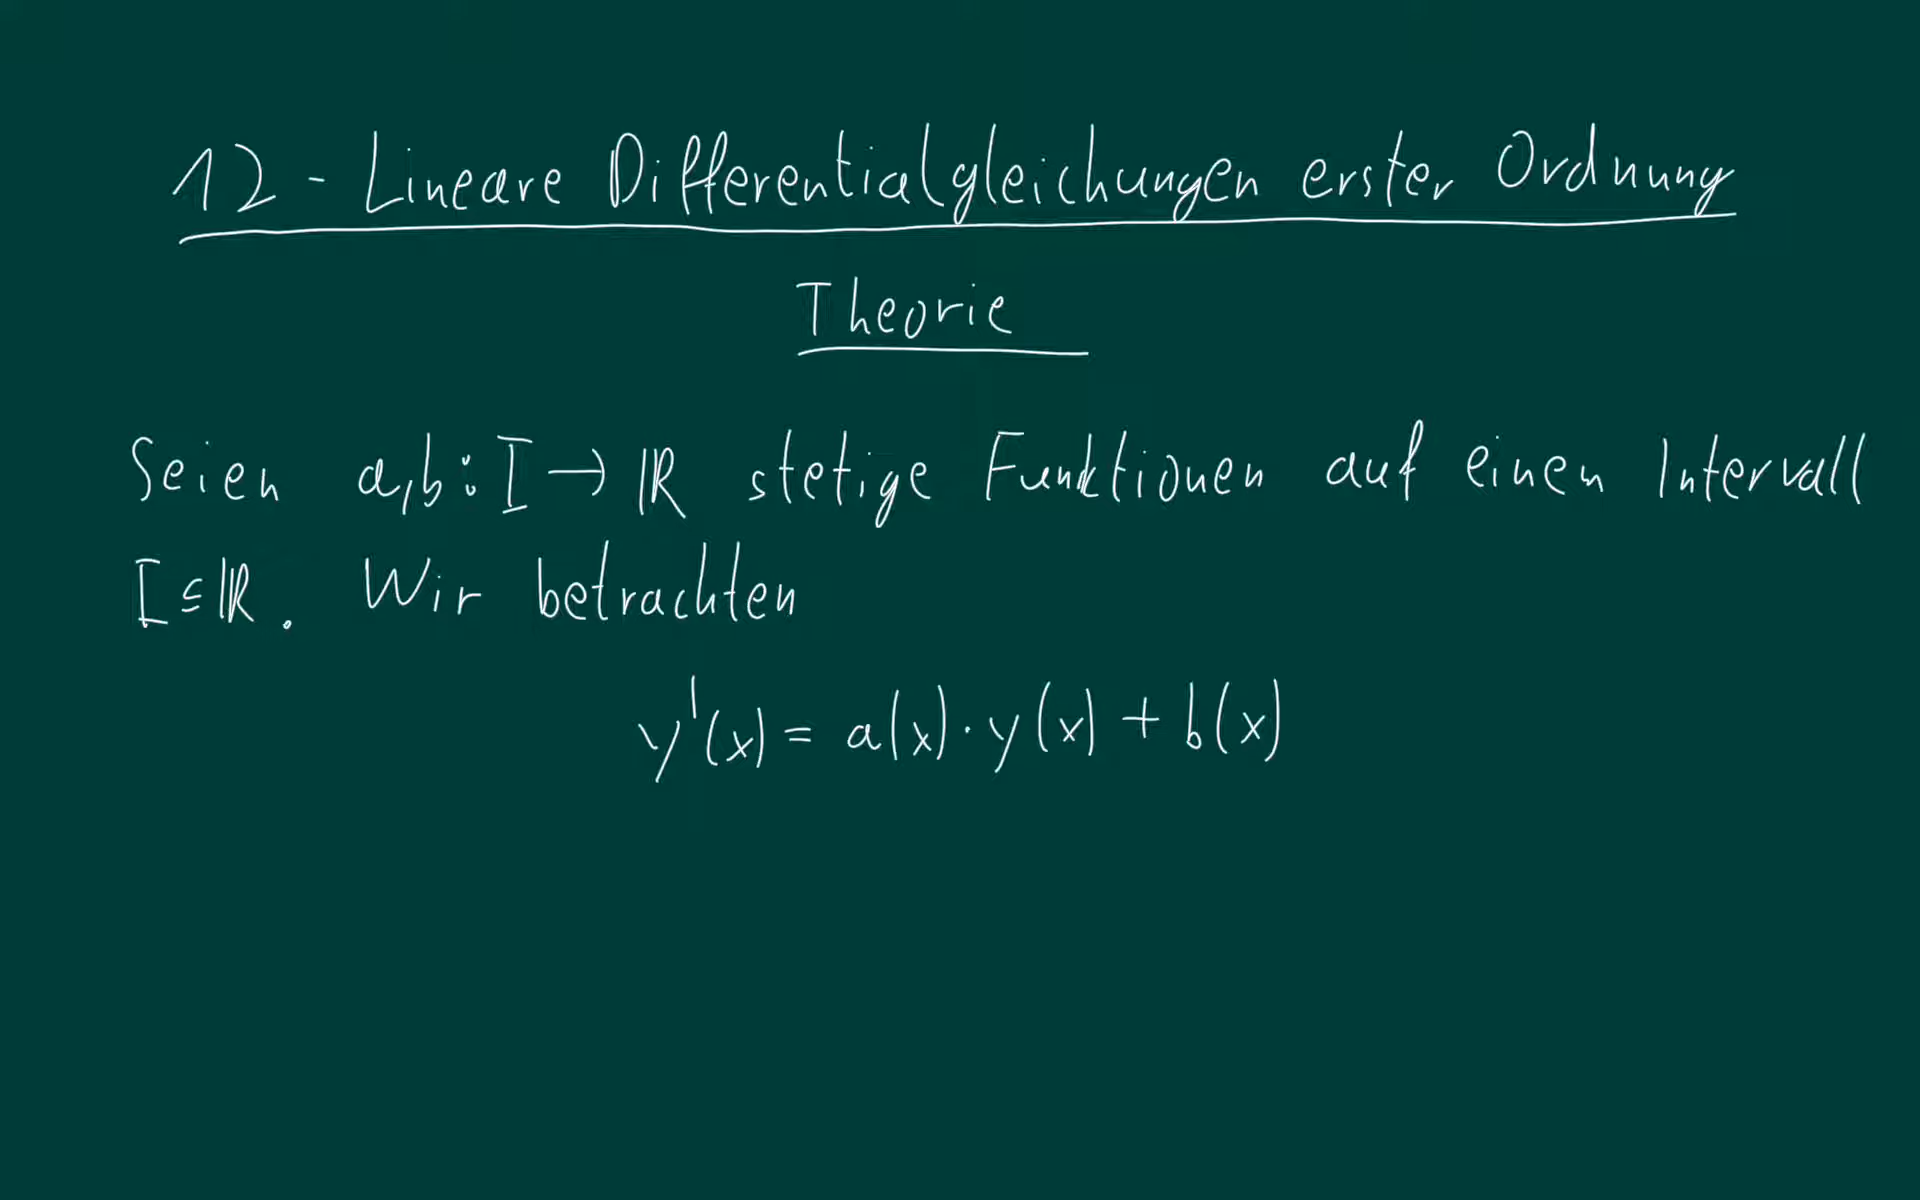 12 - Lineare Differentialgleichungen erster Ordnung
Theorie
Seien a,b: I → ℝ stetige Funktionen auf einen Intervall
I ⊆ ℝ. Wir betrachten
y'(x) = a(x) · y(x) + b(x)